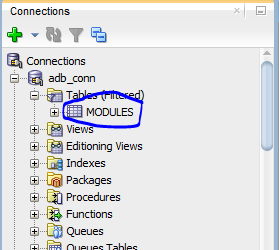 Connections
Connections
adb_conn
Tables (Filtered)
MODULES
Views
Editioning Views
Indexes
Packages
Procedures
Functions
Queues
Queues Tables